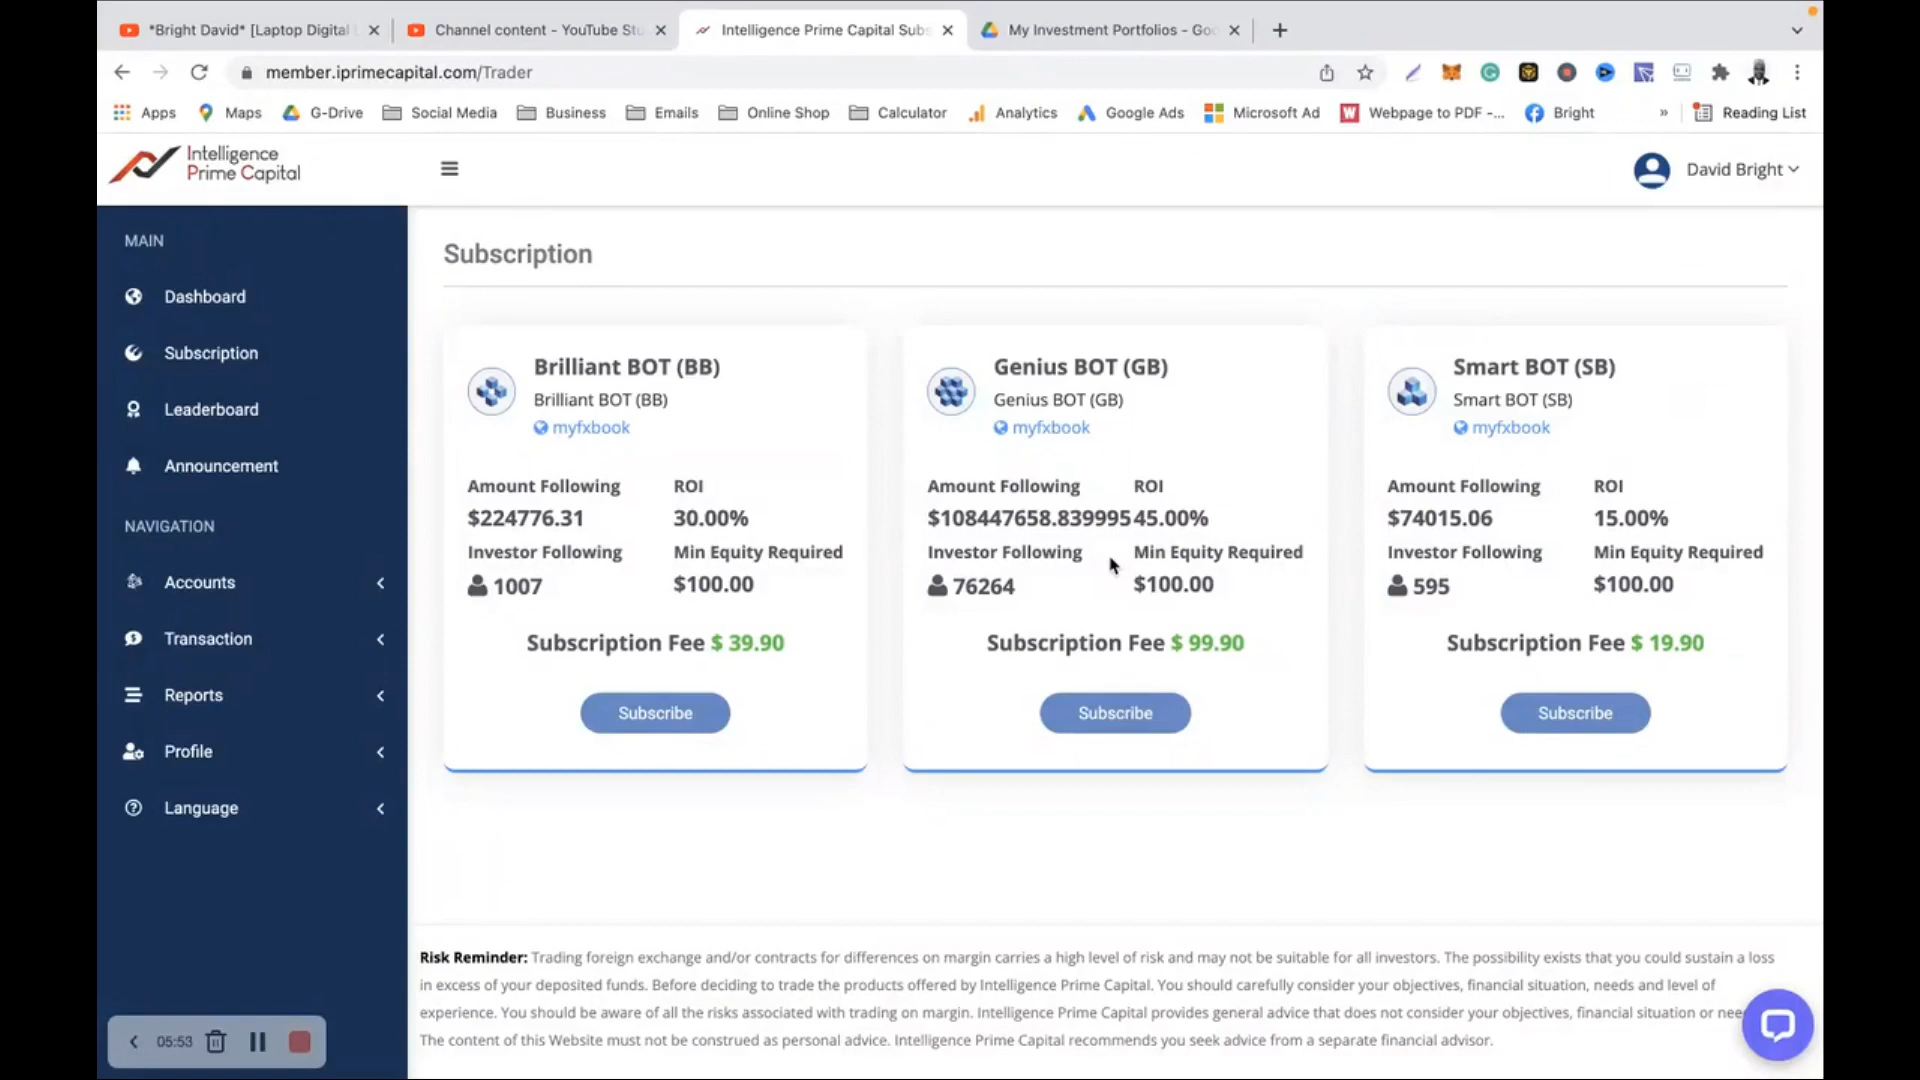 *Bright David* [Laptop Digital
Channel content - YouTube Stu
Intelligence Prime Capital Subs
My Investment Portfolios - Goo
member.iprimecapital.com/Trader
Apps
Maps
G-Drive
Social Media
Business
Emails
Online Shop
Calculator
Analytics
Google Ads
Microsoft Ad
Webpage to PDF -...
Bright
»
Reading List
Intelligence
Prime Capital
David Bright
MAIN
Dashboard
Subscription
Leaderboard
Announcement
NAVIGATION
Accounts
Transaction
Reports
Profile
Language
05:53
Subscription
Brilliant BOT (BB)
Brilliant BOT (BB)
myfxbook
Amount Following ROI
$224776.31 30.00%
Investor Following Min Equity Required
1007 $100.00
Subscription Fee $ 39.90
Subscribe
Genius BOT (GB)
Genius BOT (GB)
myfxbook
Amount Following ROI
$108447658.839995 45.00%
Investor Following Min Equity Required
76264 $100.00
Subscription Fee $ 99.90
Subscribe
Smart BOT (SB)
Smart BOT (SB)
myfxbook
Amount Following ROI
$74015.06 15.00%
Investor Following Min Equity Required
595 $100.00
Subscription Fee $ 19.90
Subscribe
Risk Reminder: Trading foreign exchange and/or contracts for differences on margin carries a high level of risk and may not be suitable for all investors. The possibility exists that you could sustain a loss
in excess of your deposited funds. Before deciding to trade the products offered by Intelligence Prime Capital. You should carefully consider your objectives, financial situation, needs and level of
experience. You should be aware of all the risks associated with trading on margin. Intelligence Prime Capital provides general advice that does not consider your objectives, financial situation or nee
The content of this Website must not be construed as personal advice. Intelligence Prime Capital recommends you seek advice from a separate financial advisor.